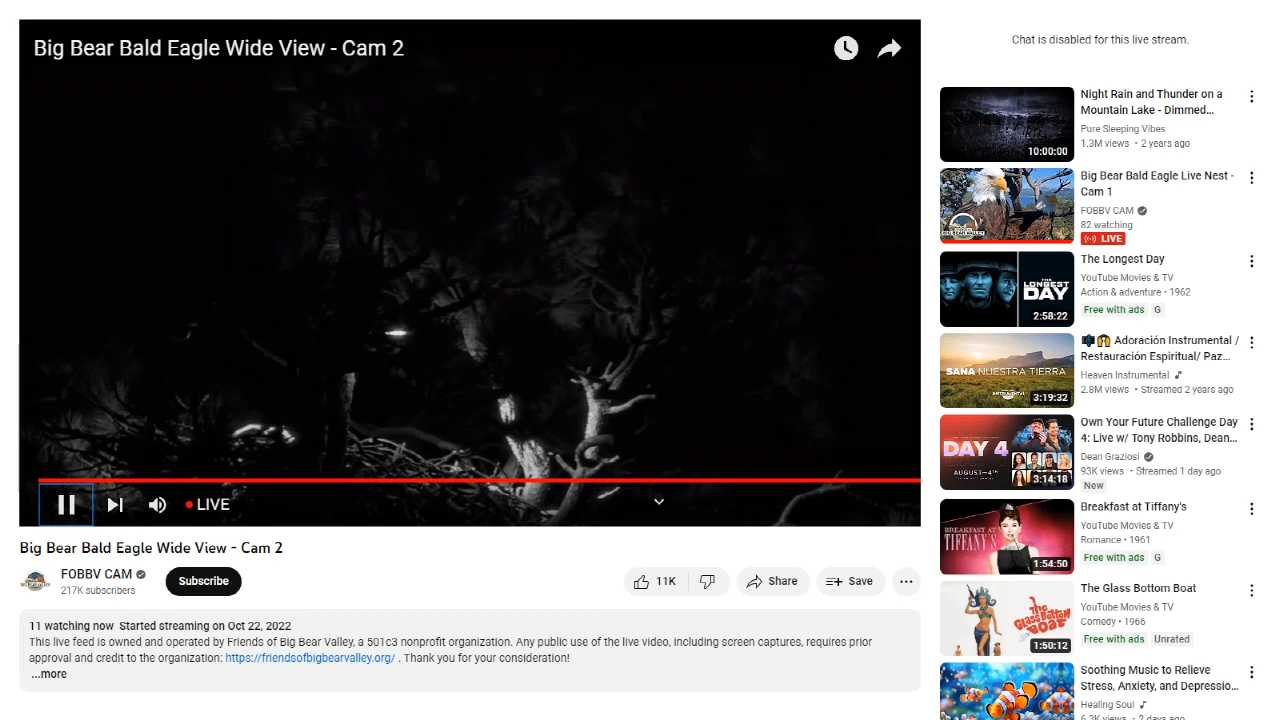 Big Bear Bald Eagle Wide View - Cam 2
LIVE
Big Bear Bald Eagle Wide View - Cam 2
FOBBV CAM
217K subscribers
Subscribe
11K
Share
Save
11 watching now Started streaming on Oct 22, 2022
This live feed is owned and operated by Friends of Big Bear Valley, a 501c3 nonprofit organization. Any public use of the live video, including screen captures, requires prior
approval and credit to the organization: https://friendsofbigbearvalley.org/ . Thank you for your consideration!
...more
Chat is disabled for this live stream.
10:00:00
Night Rain and Thunder on a
Mountain Lake - Dimmed...
Pure Sleeping Vibes
1.3M views • 2 years ago
Big Bear Bald Eagle Live Nest -
Cam 1
FOBBV CAM
82 watching
LIVE
THE
LONGEST
DAY
2:58:22
The Longest Day
YouTube Movies & TV
Action & adventure • 1962
Free with ads G
SANA NUESTRA TIERRA
3:19:32
Adoración Instrumental /
Restauración Espiritual/ Paz...
Heaven Instrumental
2.8M views • Streamed 2 years ago
DAY 4
AUGUST—4TH
3:14:18
Own Your Future Challenge Day
4: Live w/ Tony Robbins, Dean...
Dean Graziosi
93K views • Streamed 1 day ago
New
BREAKFAST AT
TIFFANY'S
1:54:50
Breakfast at Tiffany's
YouTube Movies & TV
Romance • 1961
Free with ads G
The
Glass Bottom
Boat
1:50:12
The Glass Bottom Boat
YouTube Movies & TV
Comedy • 1966
Free with ads Unrated
Soothing Music to Relieve
Stress, Anxiety, and Depressio...
Healing Soul
6.3K views • 2 days ago